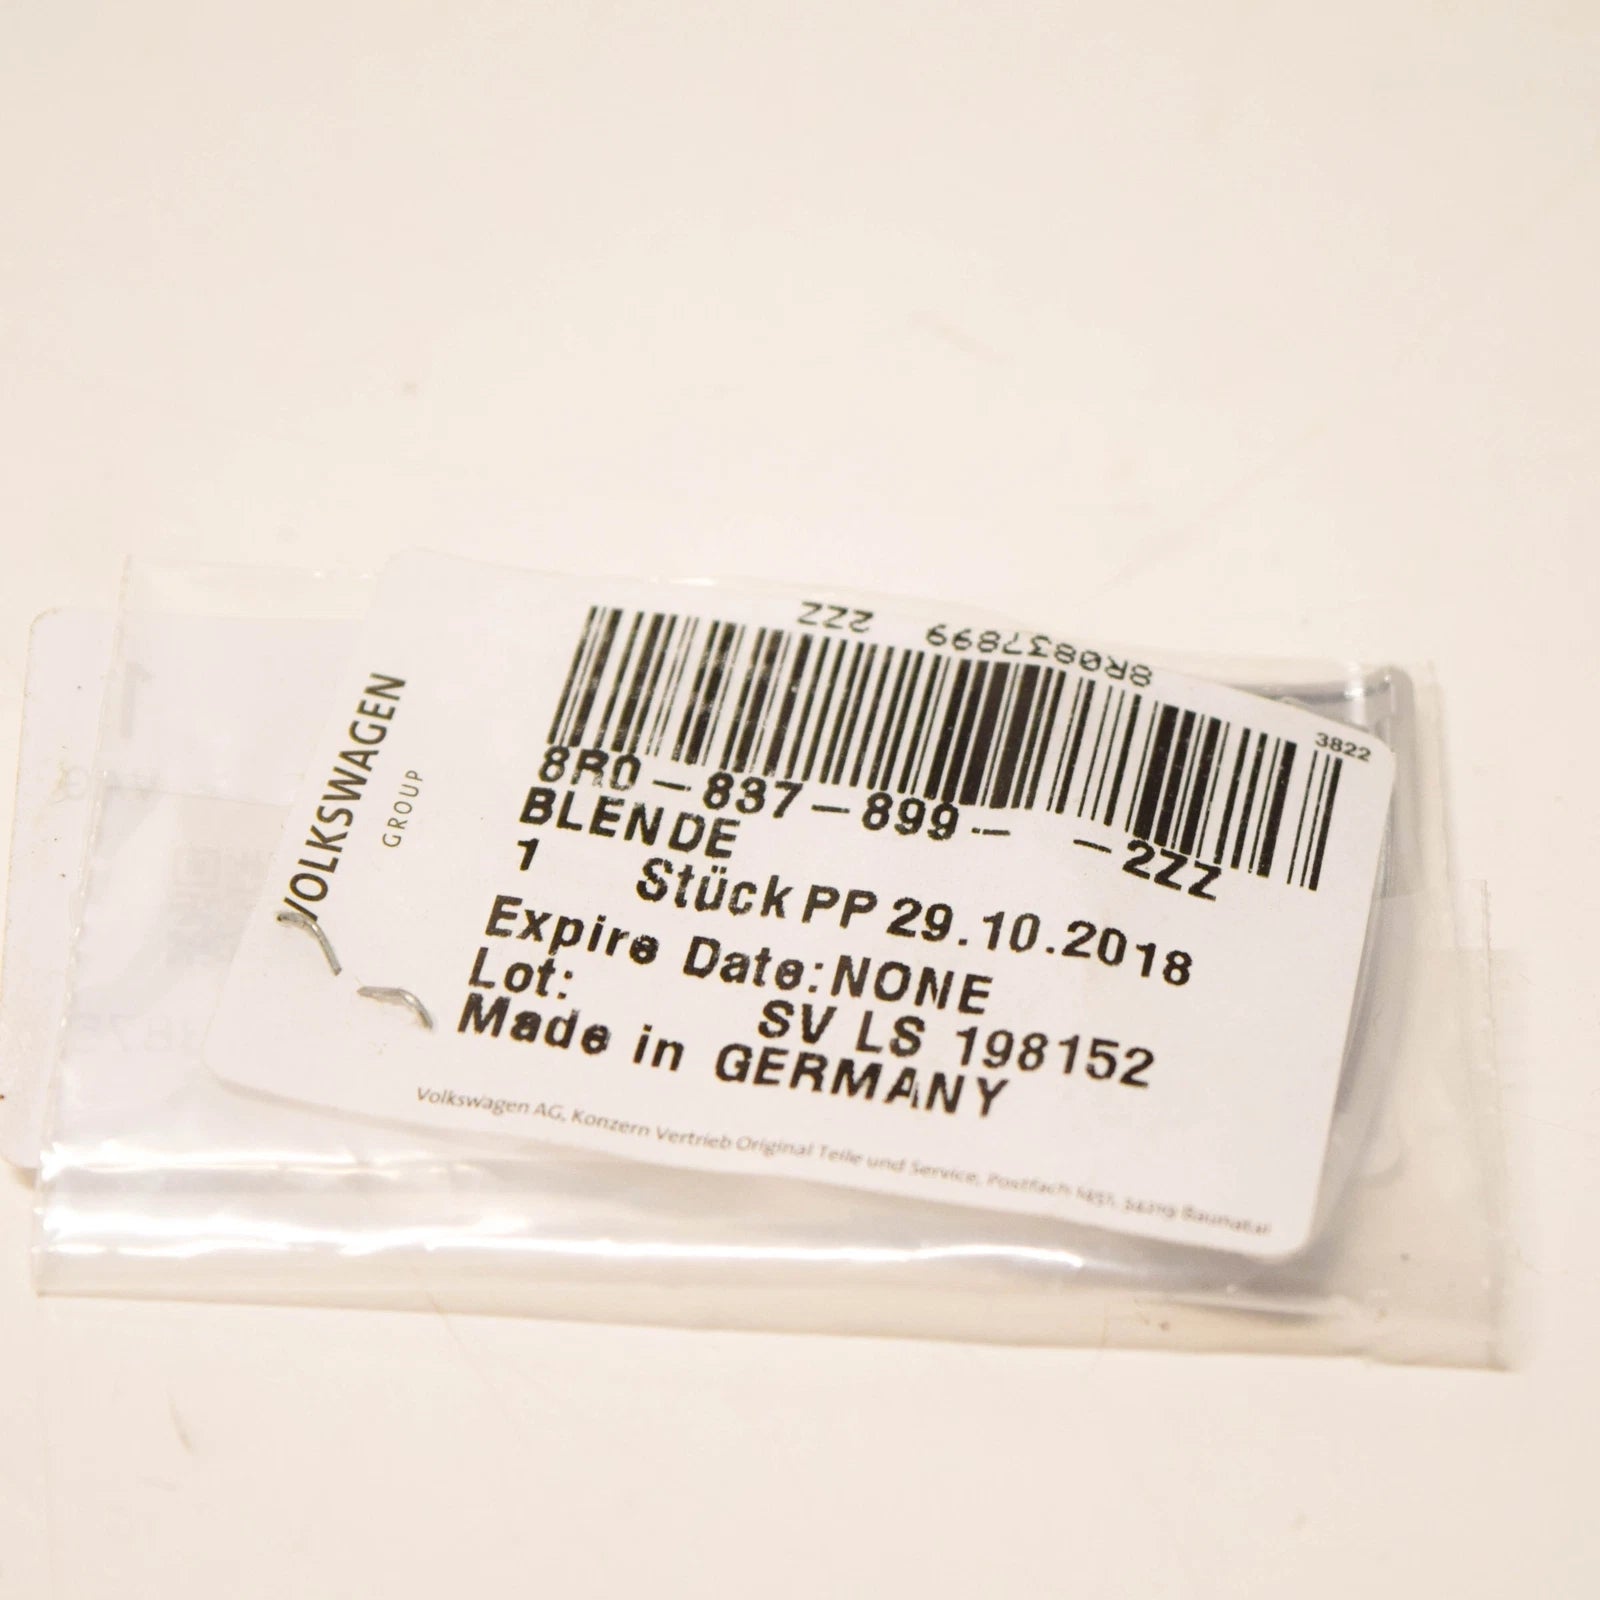 VOLKSWAGEN
GROUP
8R0837899 2ZZ
3822
8R0-837-899-- -2ZZ
BLENDE
1 Stück PP 29.10.2018
Expire Date:NONE
Lot:
SV LS 198152
Made in GERMANY
Volkswagen AG, Konzern Vertrieb Original Teile und Service, Postfach